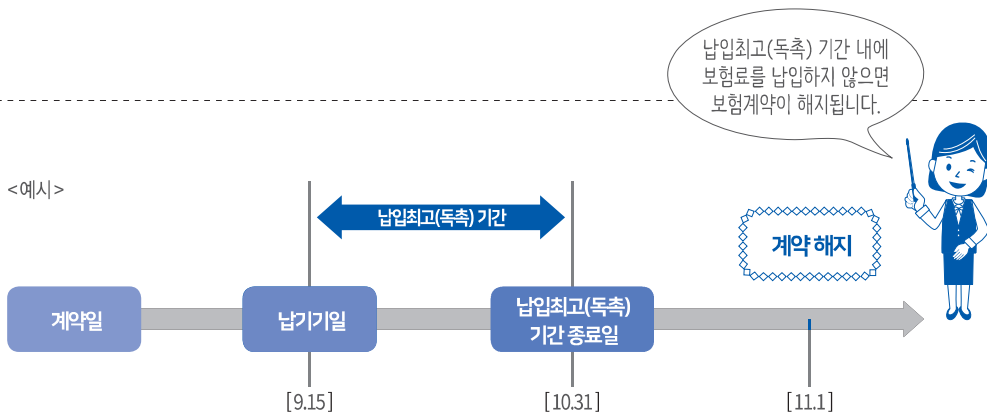 납입최고(독촉) 기간 내에
보험료를 납입하지 않으면
보험계약이 해지됩니다.
<예시>
납입최고(독촉) 기간
계약 해지
계약일
납기기일
납입최고(독촉)
기간 종료일
[9.15]
[10.31]
[11.1]